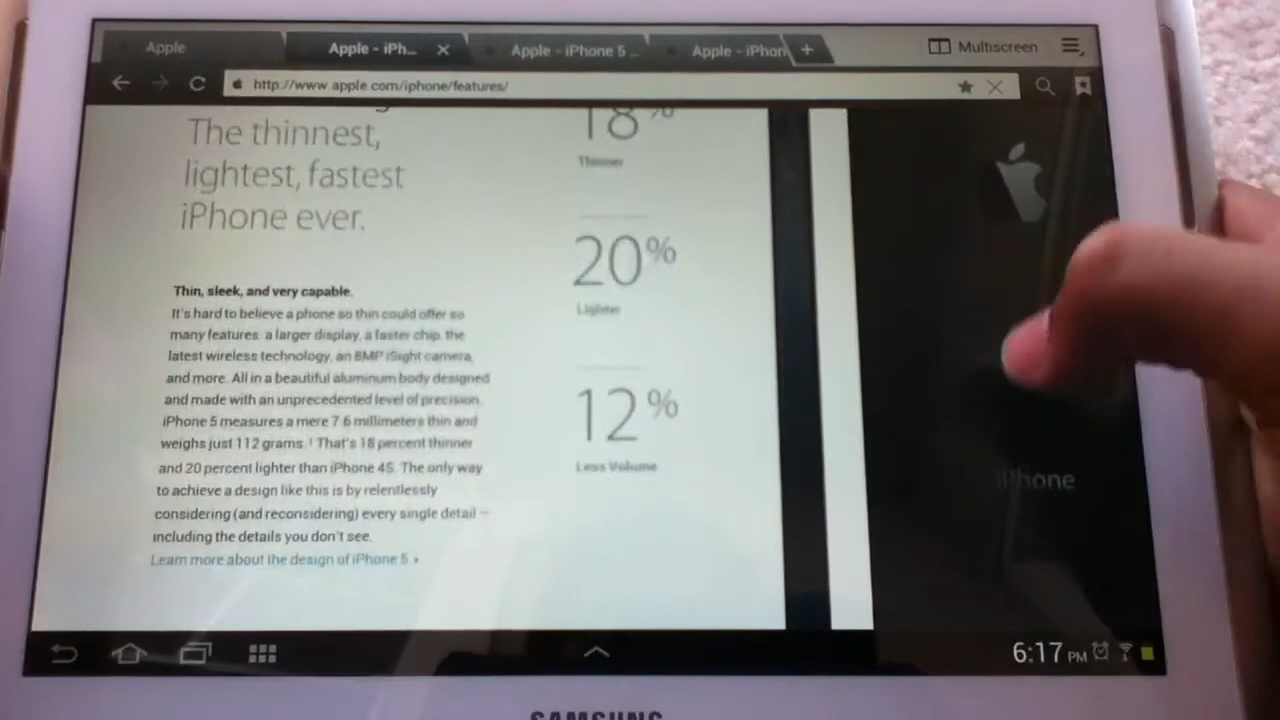 Apple
Apple - iPh...
Apple - iPhone 5 ...
Apple - iPhon
+
Multiscreen
http://www.apple.com/iphone/features/
The thinnest,
lightest, fastest
iPhone ever.
Thin, sleek, and very capable.
It's hard to believe a phone so thin could offer so
many features: a larger display, a faster chip, the
latest wireless technology, an 8MP iSight camera,
and more. All in a beautiful aluminum body designed
and made with an unprecedented level of precision.
iPhone 5 measures a mere 7.6 millimeters thin and
weighs just 112 grams.¹ That's 18 percent thinner
and 20 percent lighter than iPhone 4S. The only way
to achieve a design like this is by relentlessly
considering (and reconsidering) every single detail —
including the details you don't see.
Learn more about the design of iPhone 5 ›
18%
Thinner
20%
Lighter
12%
Less Volume
iPhone
6:17 PM
SAMSUNG